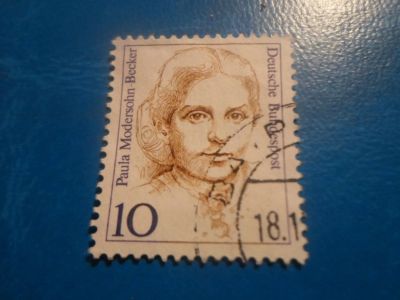 Paula Modersohn-Becker
Deutsche Bundespost
10
18.1